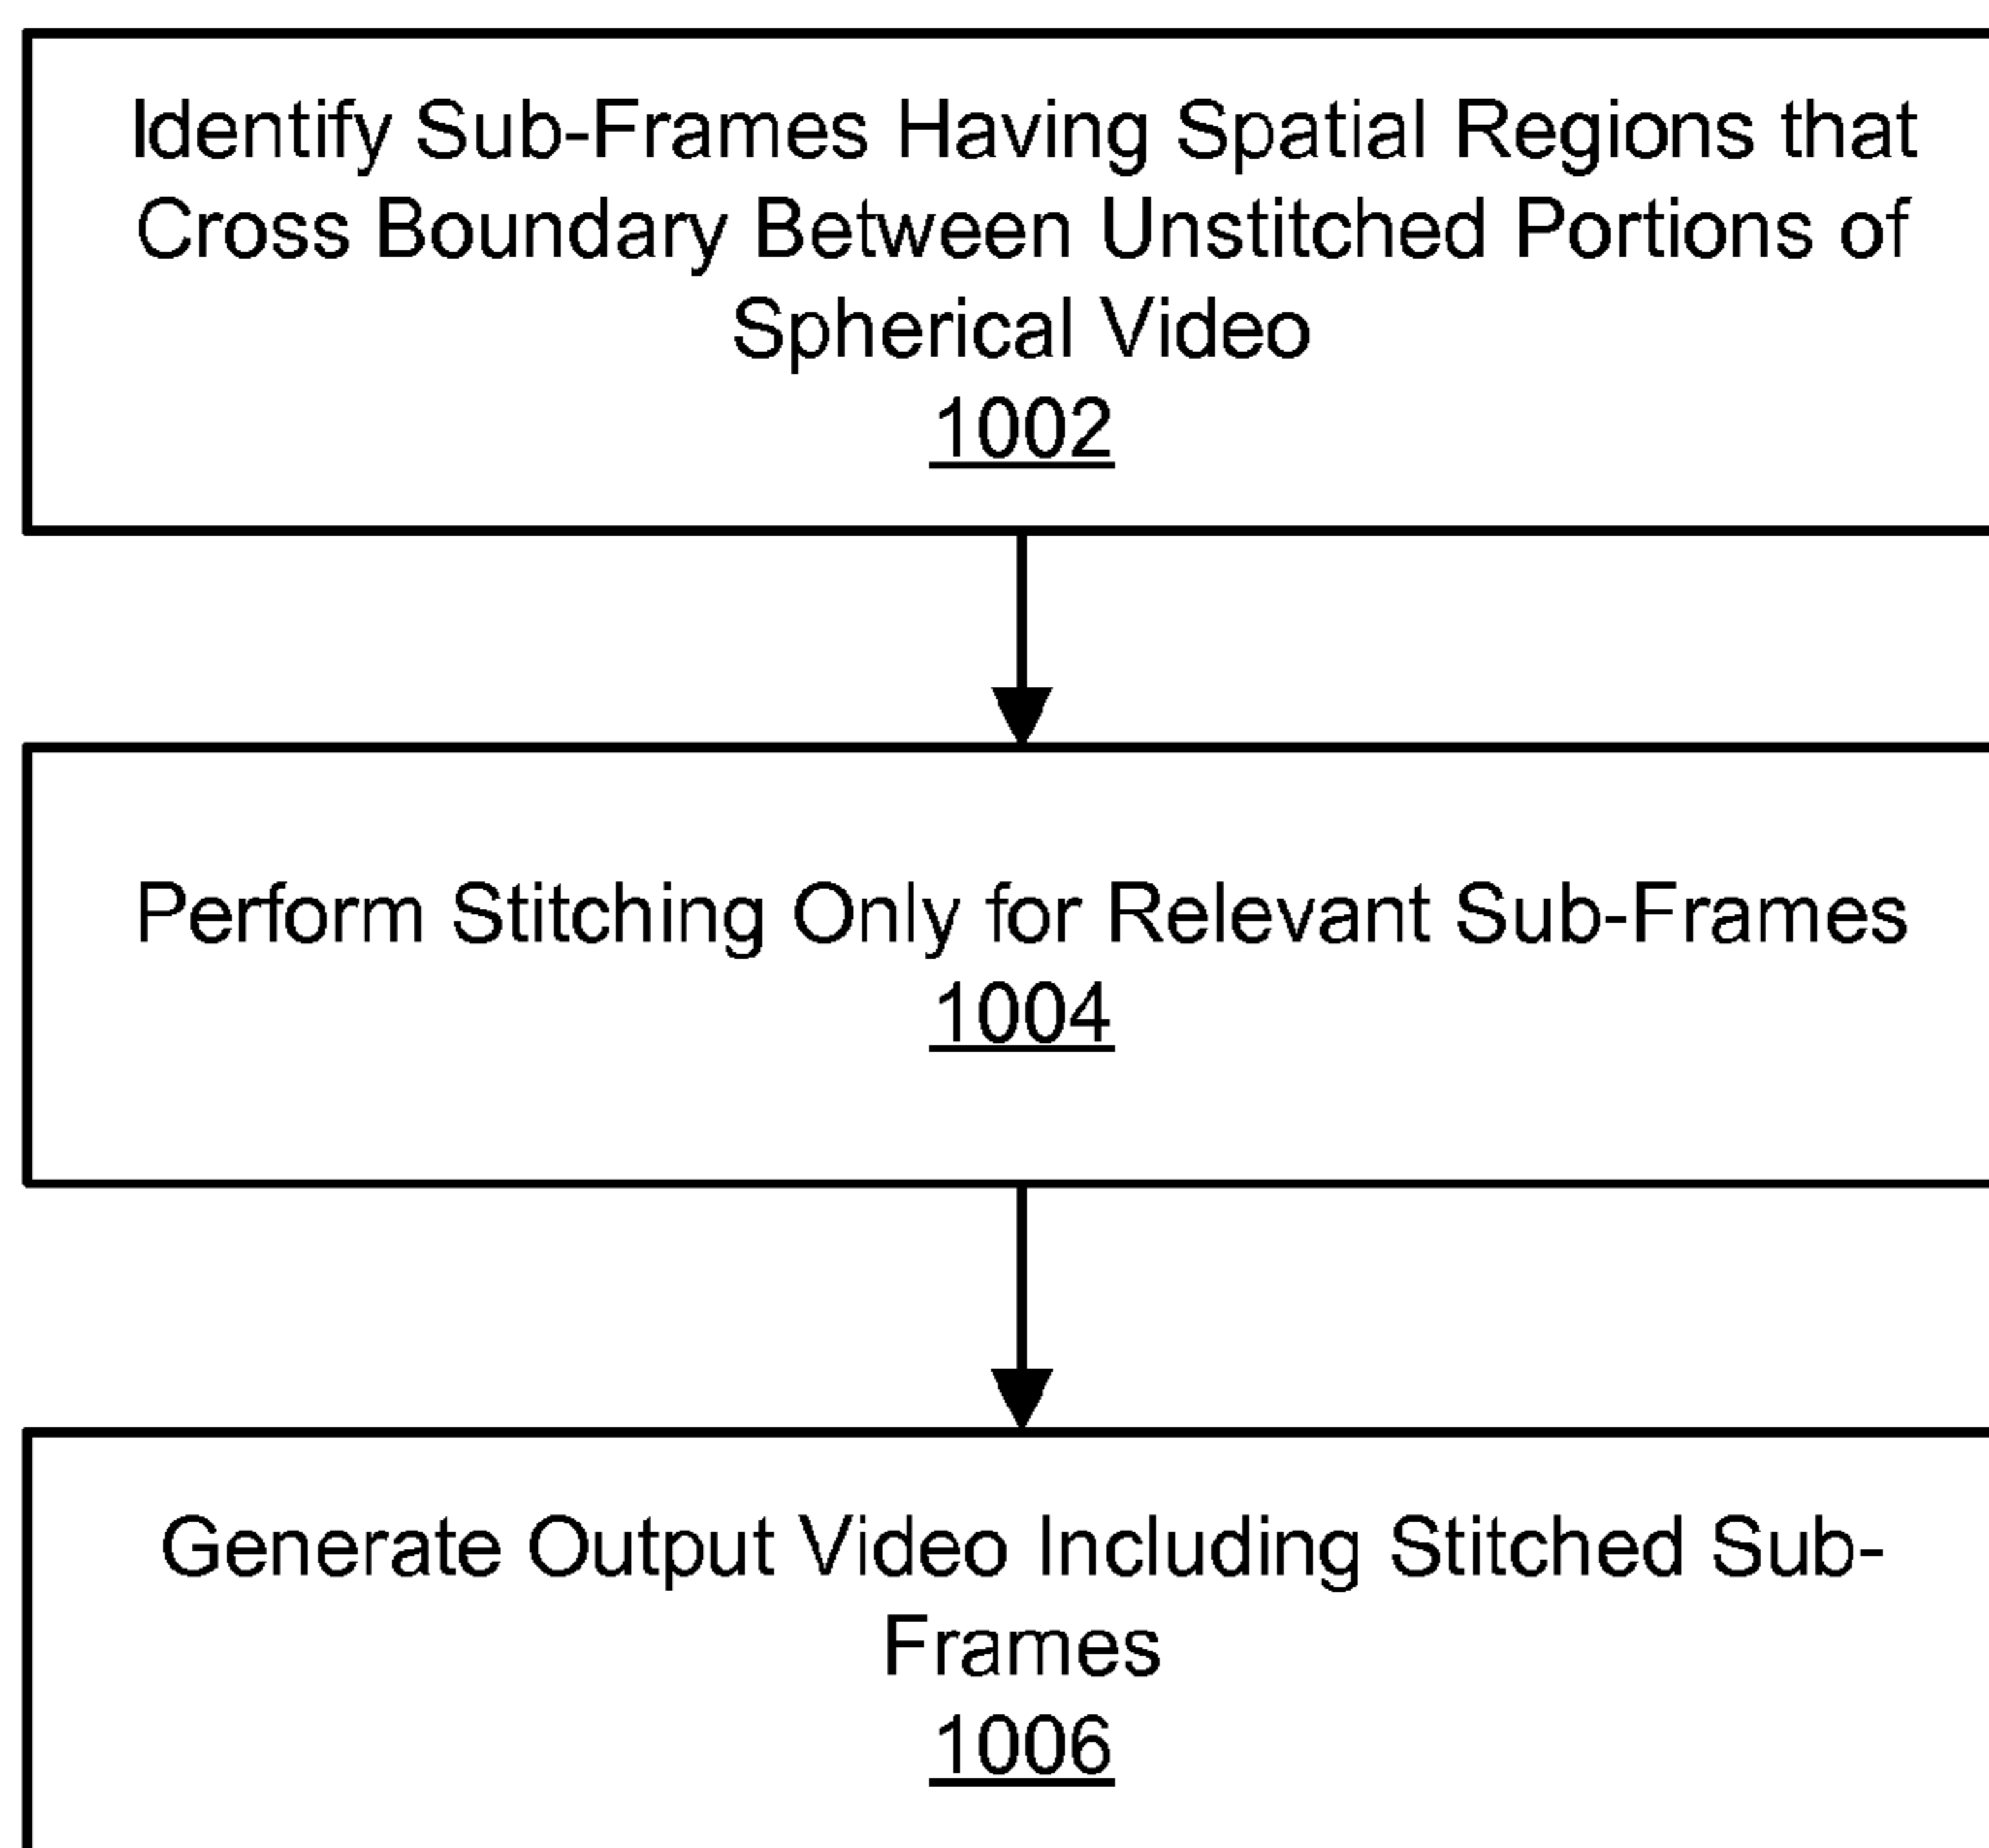 Identify Sub-Frames Having Spatial Regions that
Cross Boundary Between Unstitched Portions of
Spherical Video
1002
Perform Stitching Only for Relevant Sub-Frames
1004
Generate Output Video Including Stitched Sub-
Frames
1006